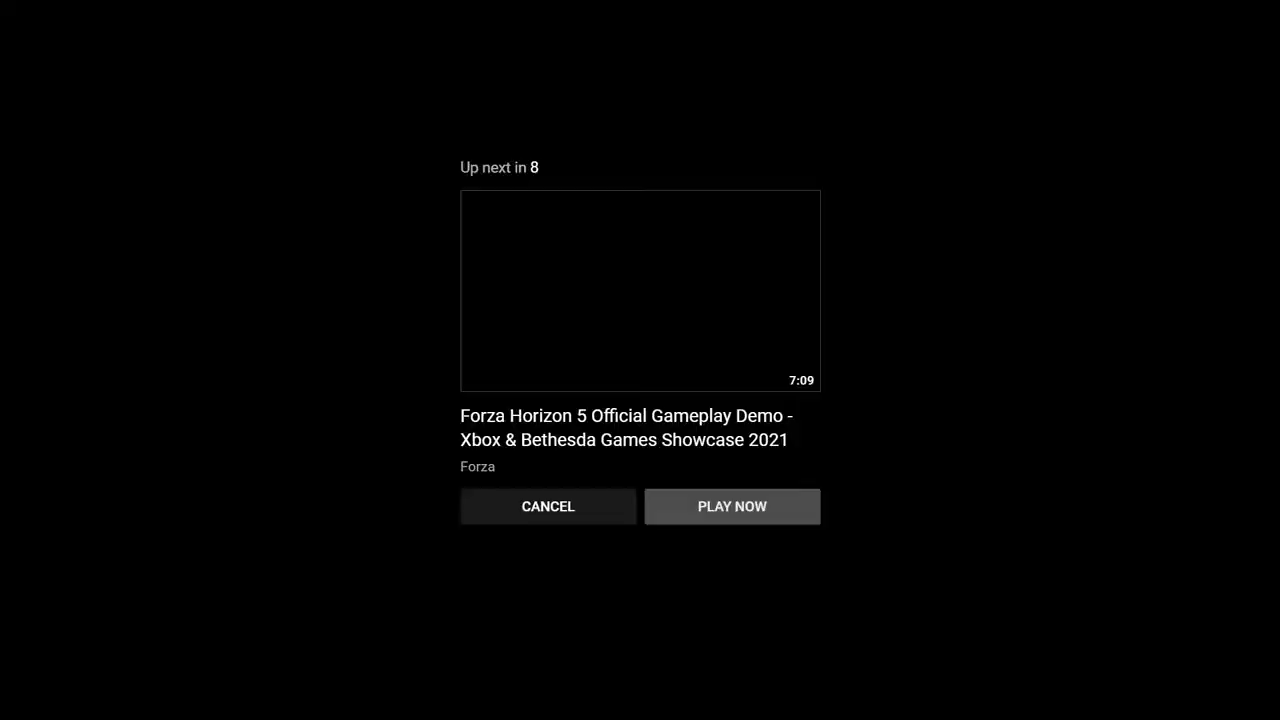 Up next in 8
7:09
Forza Horizon 5 Official Gameplay Demo -
Xbox & Bethesda Games Showcase 2021
Forza
CANCEL
PLAY NOW